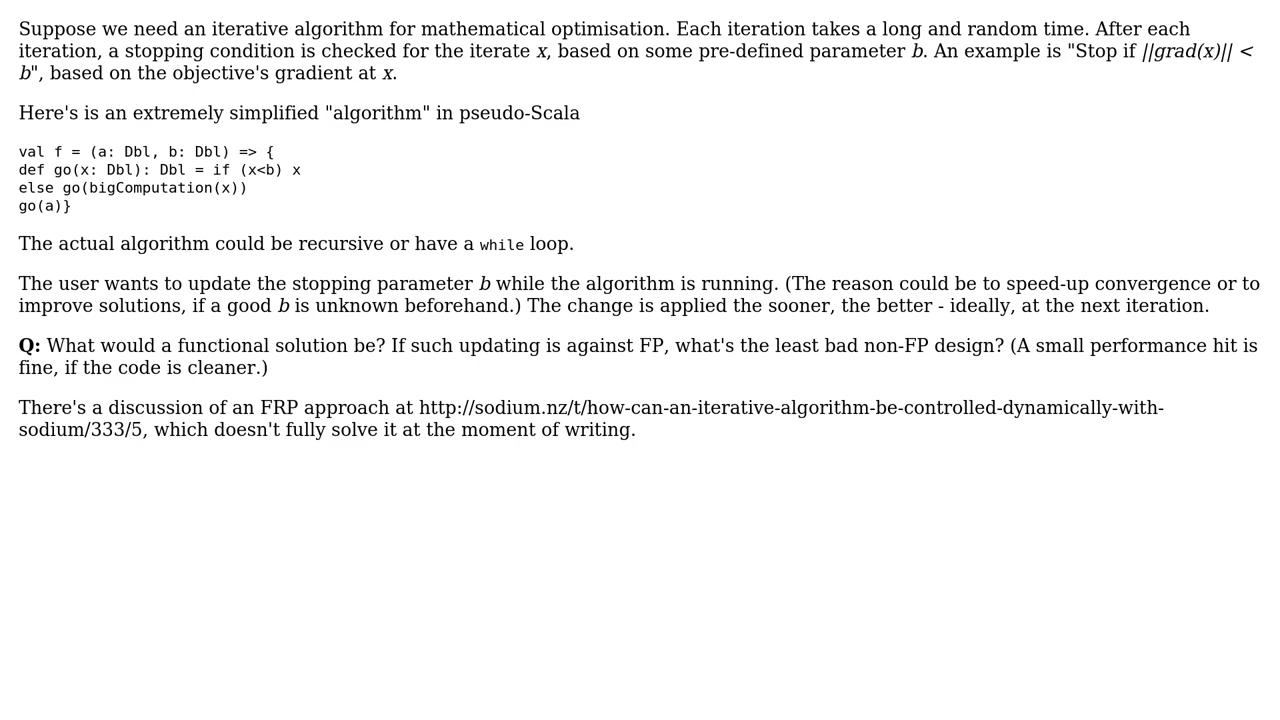 Suppose we need an iterative algorithm for mathematical optimisation. Each iteration takes a long and random time. After each
iteration, a stopping condition is checked for the iterate x, based on some pre-defined parameter b. An example is "Stop if ||grad(x)|| <
b", based on the objective's gradient at x.
Here's is an extremely simplified "algorithm" in pseudo-Scala
val f = (a: Dbl, b: Dbl) => {
def go(x: Dbl): Dbl = if (x<b) x
else go(bigComputation(x))
go(a)}
The actual algorithm could be recursive or have a while loop.
The user wants to update the stopping parameter b while the algorithm is running. (The reason could be to speed-up convergence or to
improve solutions, if a good b is unknown beforehand.) The change is applied the sooner, the better - ideally, at the next iteration.
Q: What would a functional solution be? If such updating is against FP, what's the least bad non-FP design? (A small performance hit is
fine, if the code is cleaner.)
There's a discussion of an FRP approach at http://sodium.nz/t/how-can-an-iterative-algorithm-be-controlled-dynamically-with-
sodium/333/5, which doesn't fully solve it at the moment of writing.